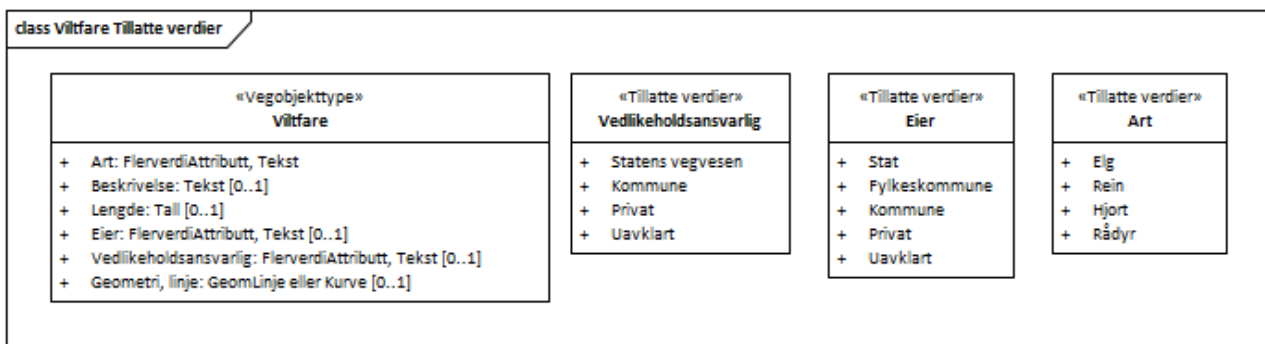 class Viltfare Tillatte verdier
«Vegobjekttype»
Viltfare
+ Art: FlerverdiAttributt, Tekst
+ Beskrivelse: Tekst [0..1]
+ Lengde: Tall [0..1]
+ Eier: FlerverdiAttributt, Tekst [0..1]
+ Vedlikeholdsansvarlig: FlerverdiAttributt, Tekst [0..1]
+ Geometri, linje: GeomLinje eller Kurve [0..1]
«Tillatte verdier»
Vedlikeholdsansvarlig
+ Statens vegvesen
+ Kommune
+ Privat
+ Uavklart
«Tillatte verdier»
Eier
+ Stat
+ Fylkeskommune
+ Kommune
+ Privat
+ Uavklart
«Tillatte verdier»
Art
+ Elg
+ Rein
+ Hjort
+ Rådyr